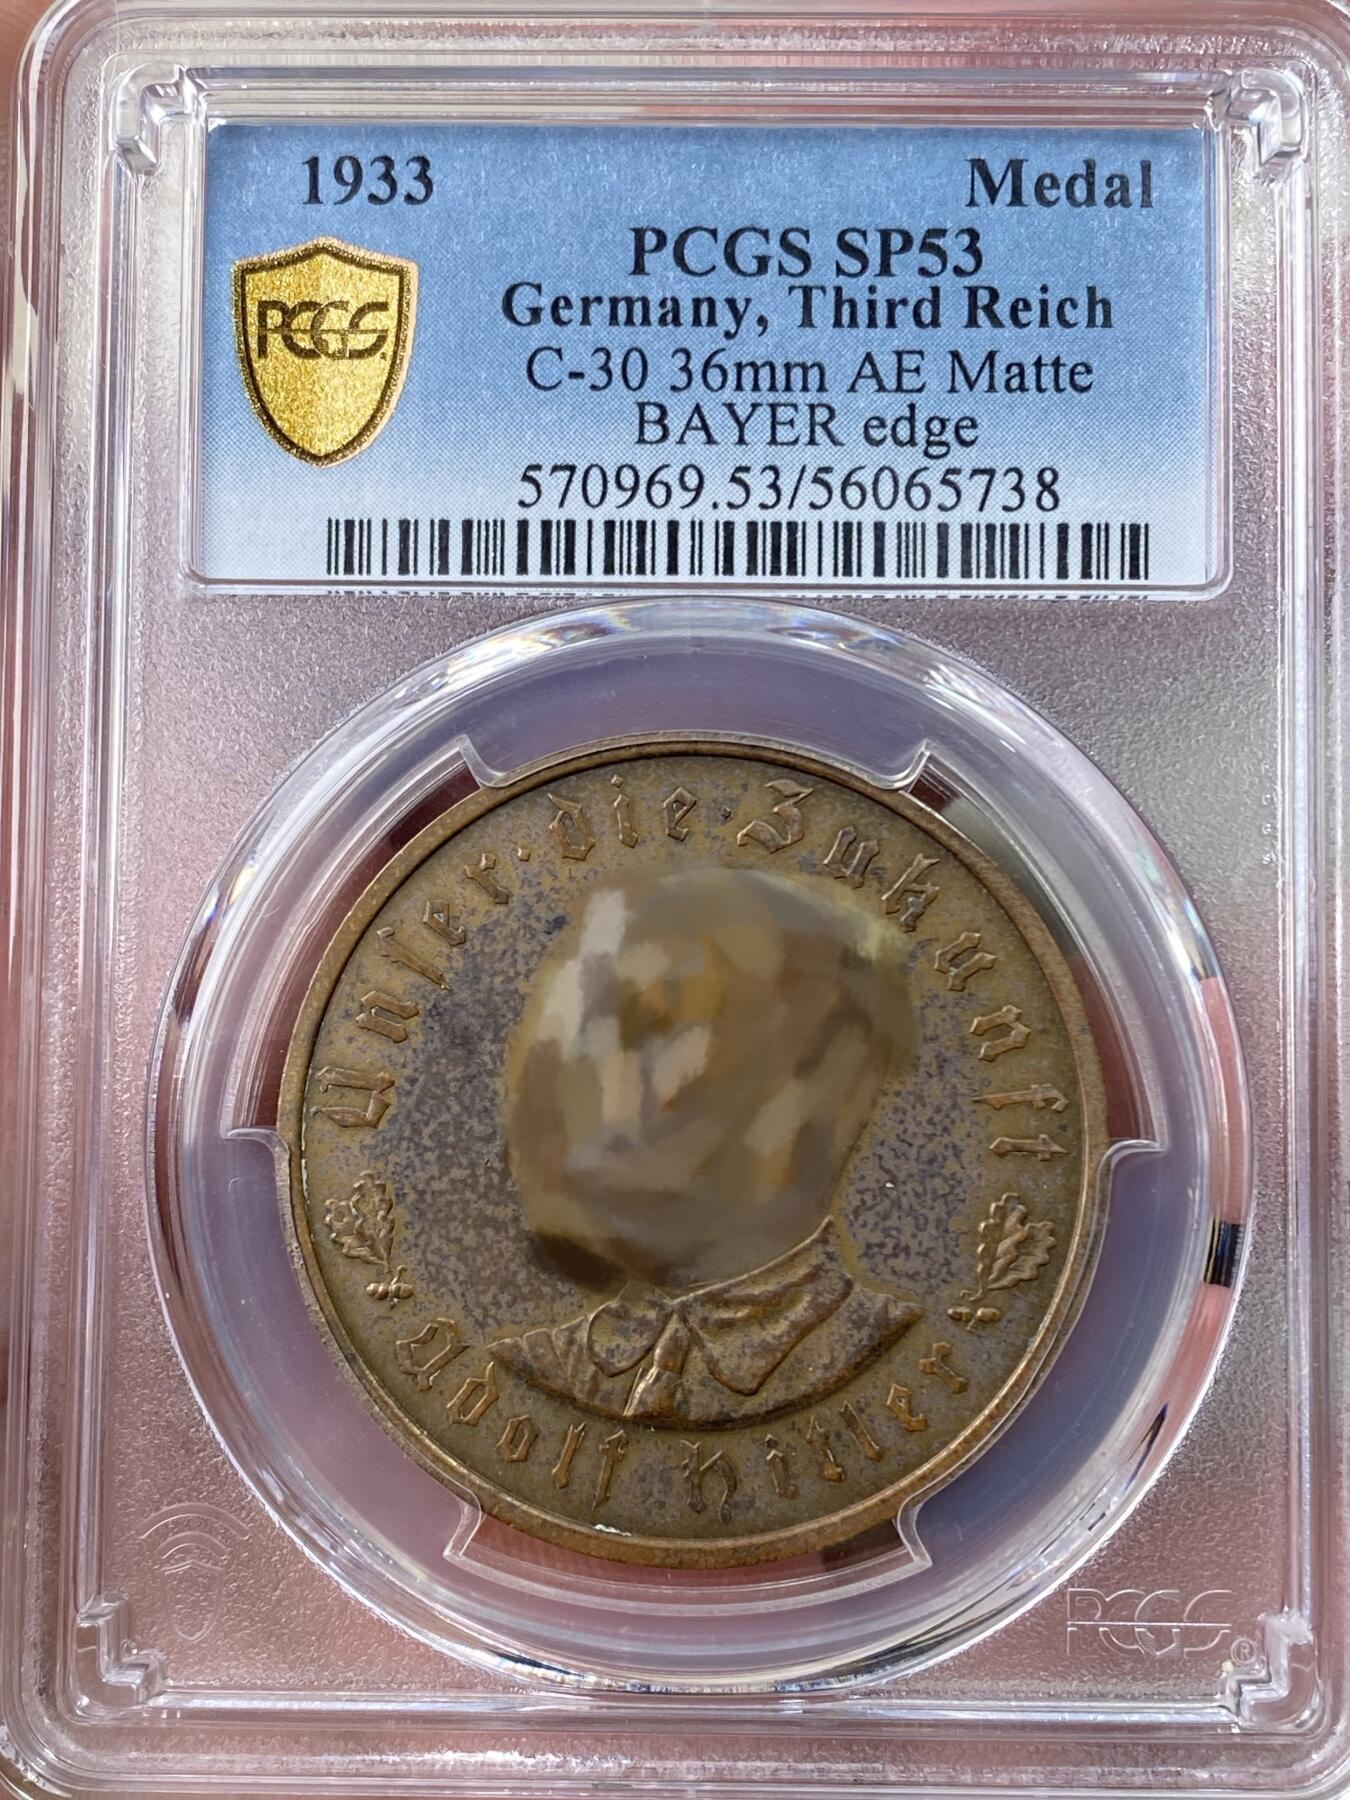 1933 Medal
PCGS SP53
Germany, Third Reich
C-30 36mm AE Matte
BAYER edge
570969.53/56065738
PCGS
Unser · die · Zukunft
Adolf Hitler
PCGS®